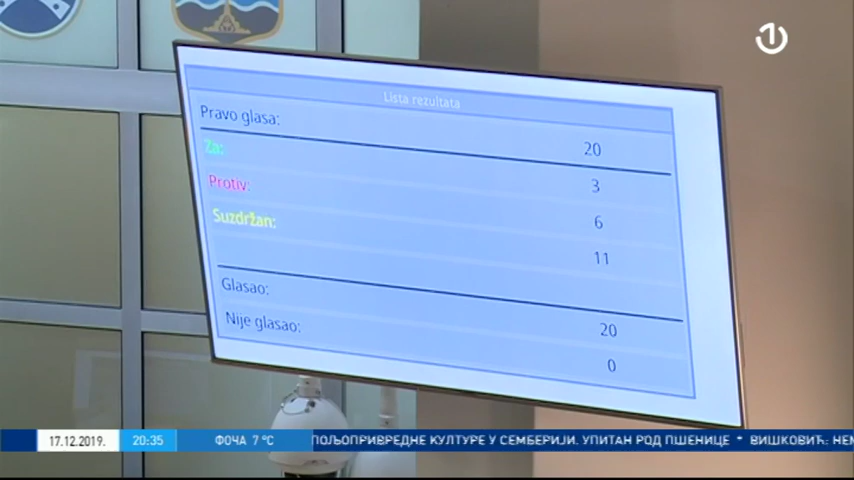 Lista rezultata
Pravo glasa: 20
Za: 3
Protiv: 6
Suzdržan: 11
Glasao: 20
Nije glasao: 0
17.12.2019. 20:35 ФОЧА 7 °C ПОЉОПРИВРЕДНЕ КУЛТУРЕ У СЕМБЕРИЈИ. УПИТАН РОД ПШЕНИЦЕ * ВИШКОВИЋ: НЕМ